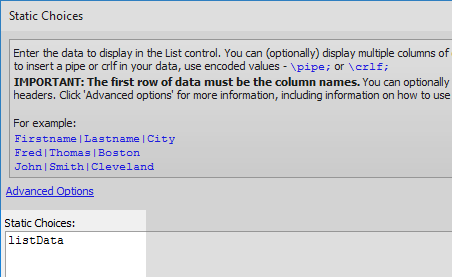 Static Choices
Enter the data to display in the List control. You can (optionally) display multiple columns of
to insert a pipe or crlf in your data, use encoded values - \pipe; or \crlf;
IMPORTANT: The first row of data must be the column names. You can optionally
headers. Click 'Advanced options' for more information, including information on how to use
For example:
Firstname|Lastname|City
Fred|Thomas|Boston
John|Smith|Cleveland
Advanced Options
Static Choices:
listData